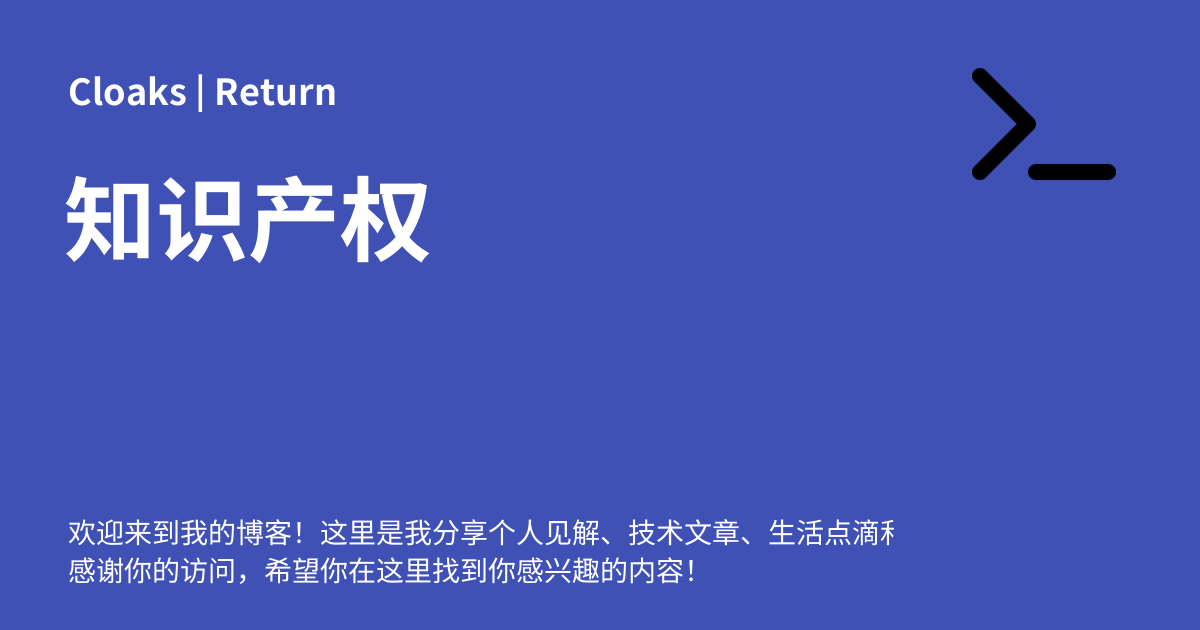 Cloaks | Return
知识产权
欢迎来到我的博客！这里是我分享个人见解、技术文章、生活点滴
感谢你的访问，希望你在这里找到你感兴趣的内容！